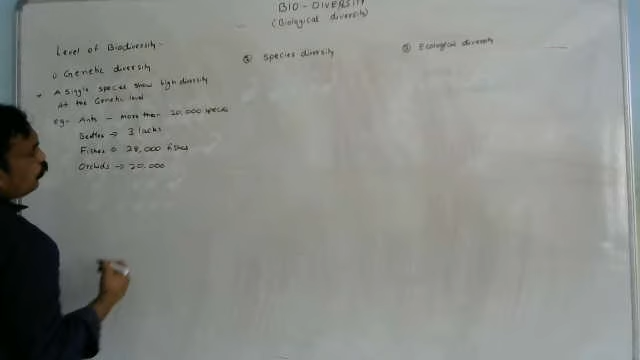 BIO - DIVERSITY
(Biological diversity)
Level of Biodiversity -
① Genetic diversity
② Species diversity
③ Ecological diversity
* A single species show high diversity
At the Genetic level
eg:- Ants - more than 20,000 species
Beetles → 3 lacks
Fishes → 28,000 fishes
Orchids → 20,000